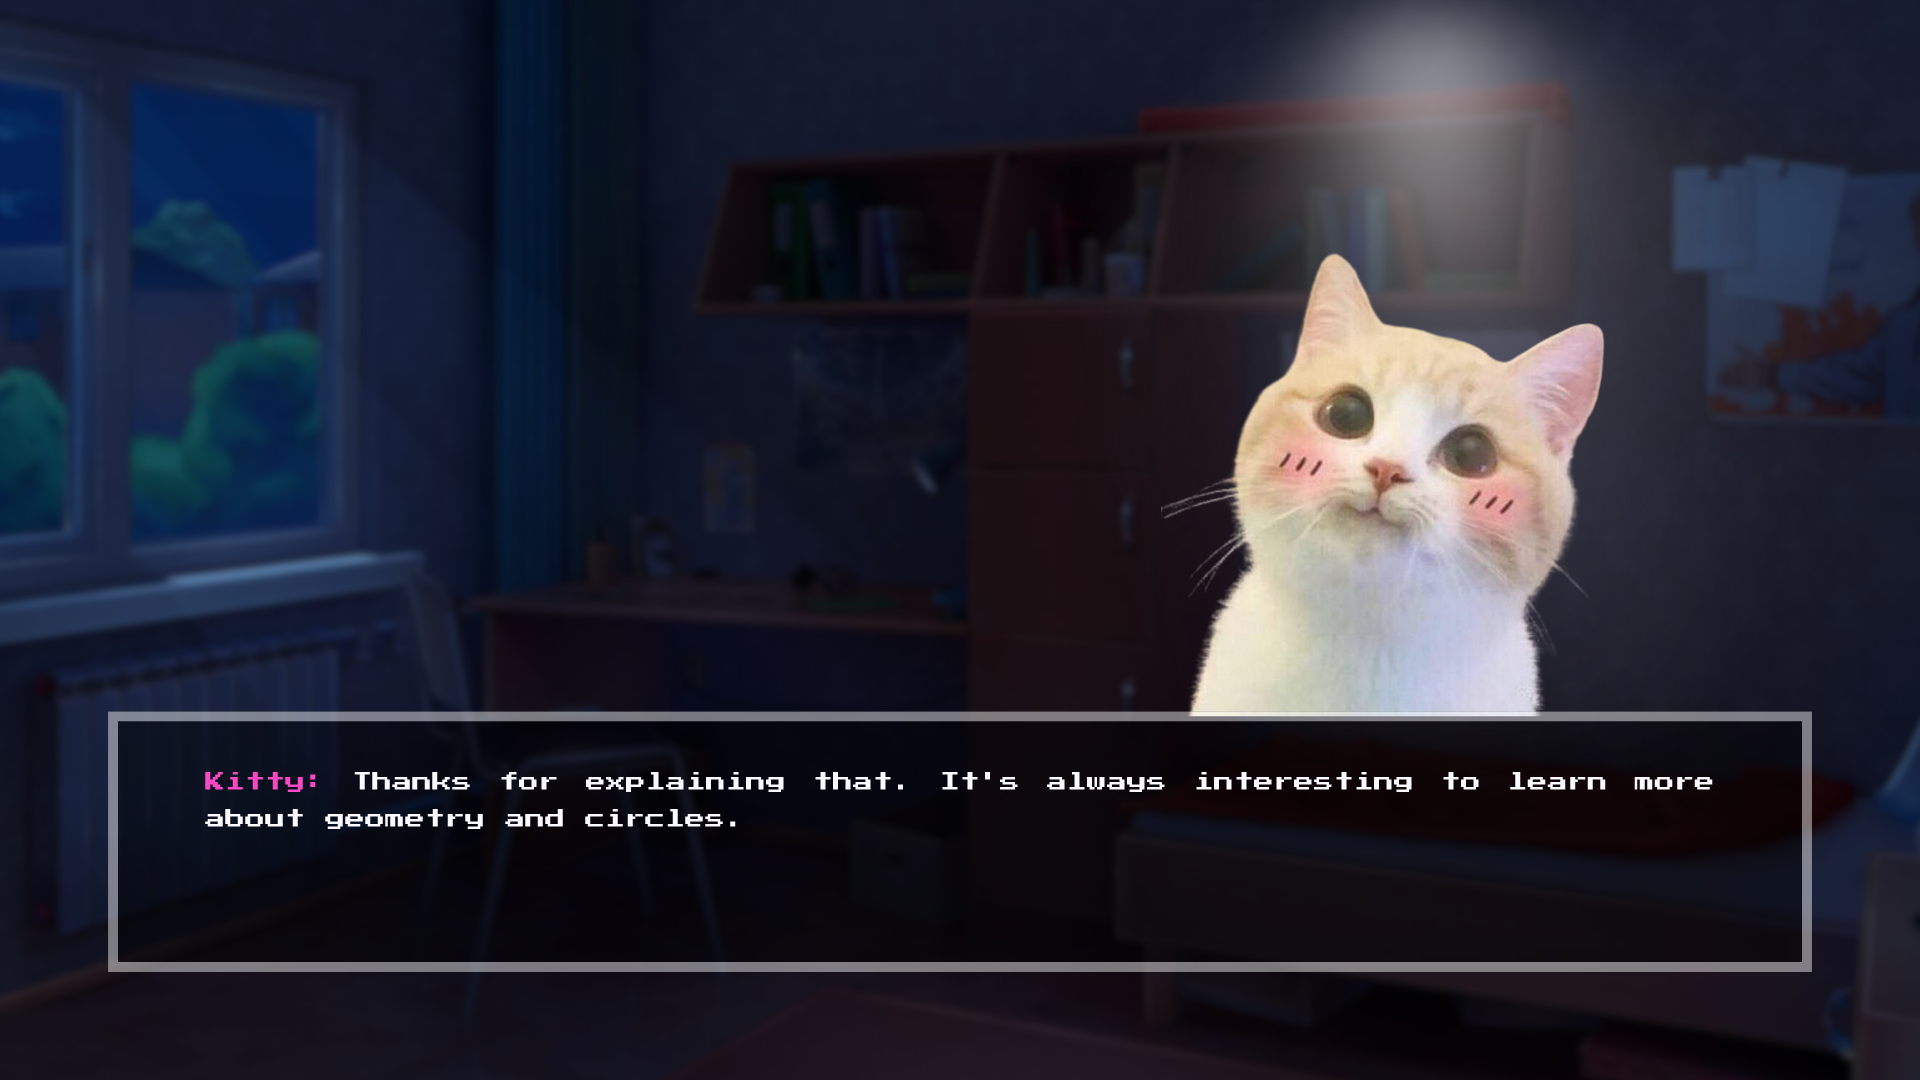 Kitty: Thanks for explaining that. It's always interesting to learn more
about geometry and circles.